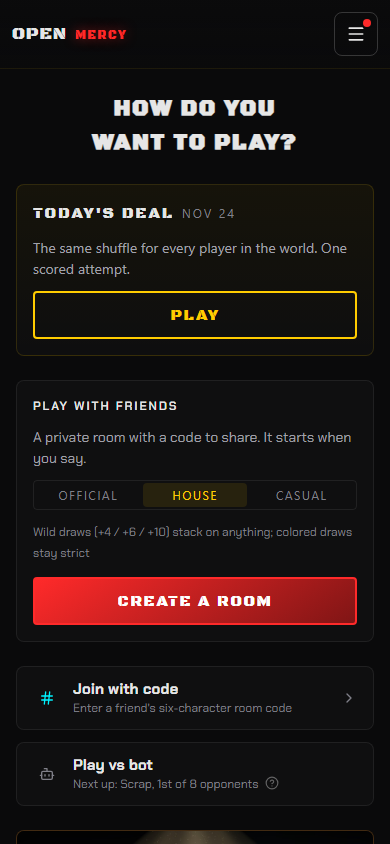 OPEN MERCY
HOW DO YOU
WANT TO PLAY?
TODAY'S DEAL NOV 24
The same shuffle for every player in the world. One
scored attempt.
PLAY
PLAY WITH FRIENDS
A private room with a code to share. It starts when
you say.
OFFICIAL HOUSE CASUAL
Wild draws (+4 / +6 / +10) stack on anything; colored draws
stay strict
CREATE A ROOM
# Join with code
Enter a friend's six-character room code
Play vs bot
Next up: Scrap, 1st of 8 opponents ?